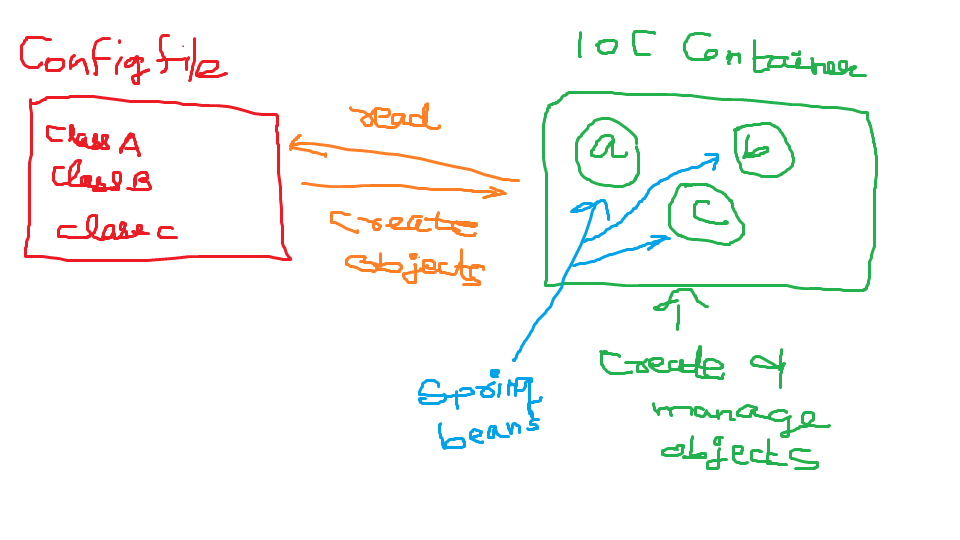 Config file
class A
class B
class c
read
create
objects
IOC Container
a
b
c
Spring
beans
create &
manage
objects